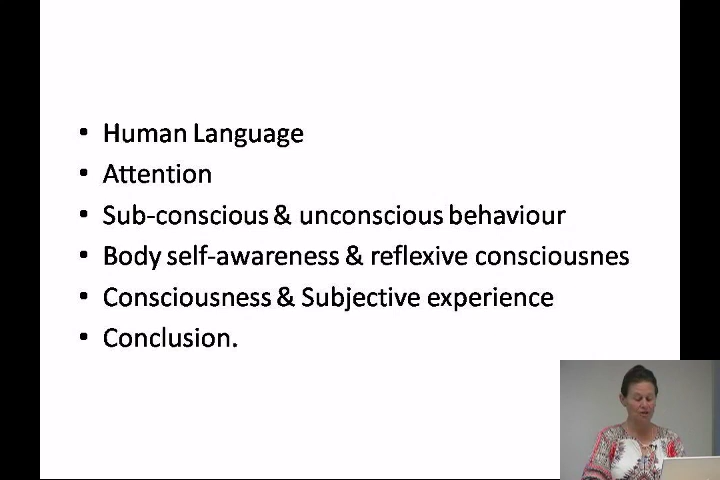 • Human Language
• Attention
• Sub-conscious & unconscious behaviour
• Body self-awareness & reflexive consciousnes
• Consciousness & Subjective experience
• Conclusion.